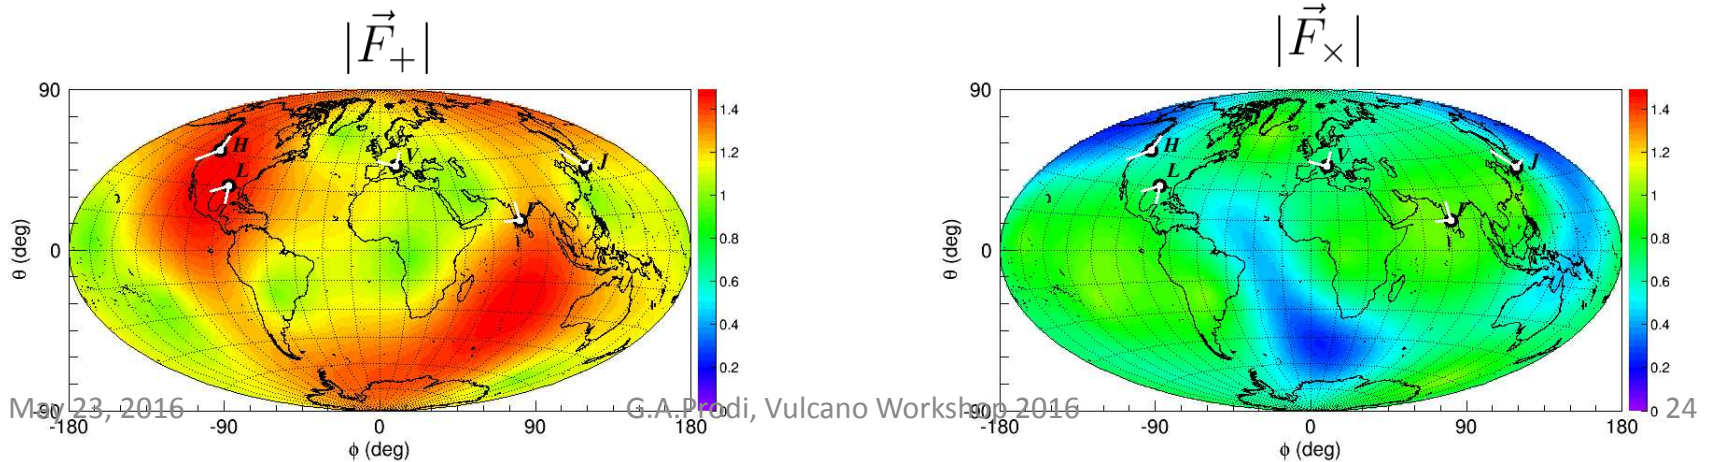 |F⃗₊|
90
0
-90
θ (deg)
H
L
V
J
-180
-90
0
90
180
φ (deg)
1.4
1.2
1
0.8
0.6
0.4
0.2
0
|F⃗×|
90
0
-90
θ (deg)
H
L
V
J
I
-180
-90
0
90
180
φ (deg)
1.4
1.2
1
0.8
0.6
0.4
0.2
0
May 23, 2016
G.A.Prodi, Vulcano Workshop 2016
24